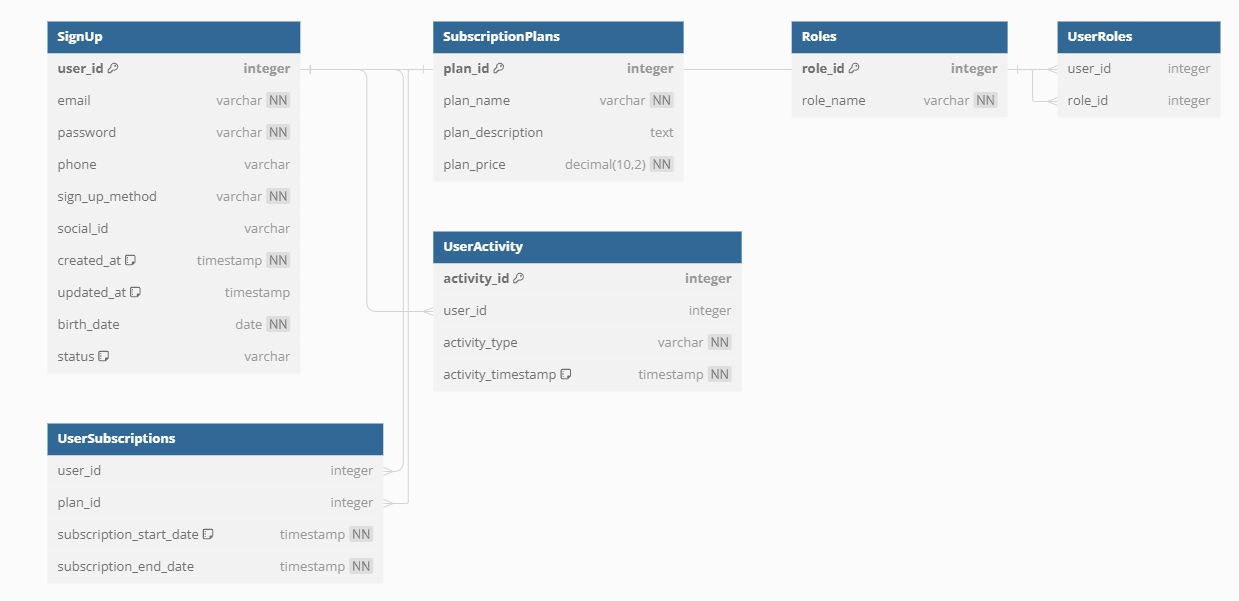 SignUp
user_id integer
email varchar NN
password varchar NN
phone varchar
sign_up_method varchar NN
social_id varchar
created_at timestamp NN
updated_at timestamp
birth_date date NN
status varchar
SubscriptionPlans
plan_id integer
plan_name varchar NN
plan_description text
plan_price decimal(10,2) NN
Roles
role_id integer
role_name varchar NN
UserRoles
user_id integer
role_id integer
UserActivity
activity_id integer
user_id integer
activity_type varchar NN
activity_timestamp timestamp NN
UserSubscriptions
user_id integer
plan_id integer
subscription_start_date timestamp NN
subscription_end_date timestamp NN